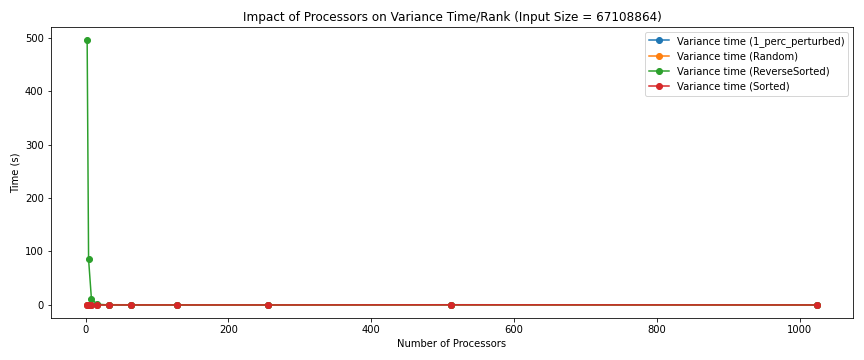 Impact of Processors on Variance Time/Rank (Input Size = 67108864)
Variance time (1_perc_perturbed)
Variance time (Random)
Variance time (ReverseSorted)
Variance time (Sorted)
Time (s)
500
400
300
200
100
0
0 200 400 600 800 1000
Number of Processors